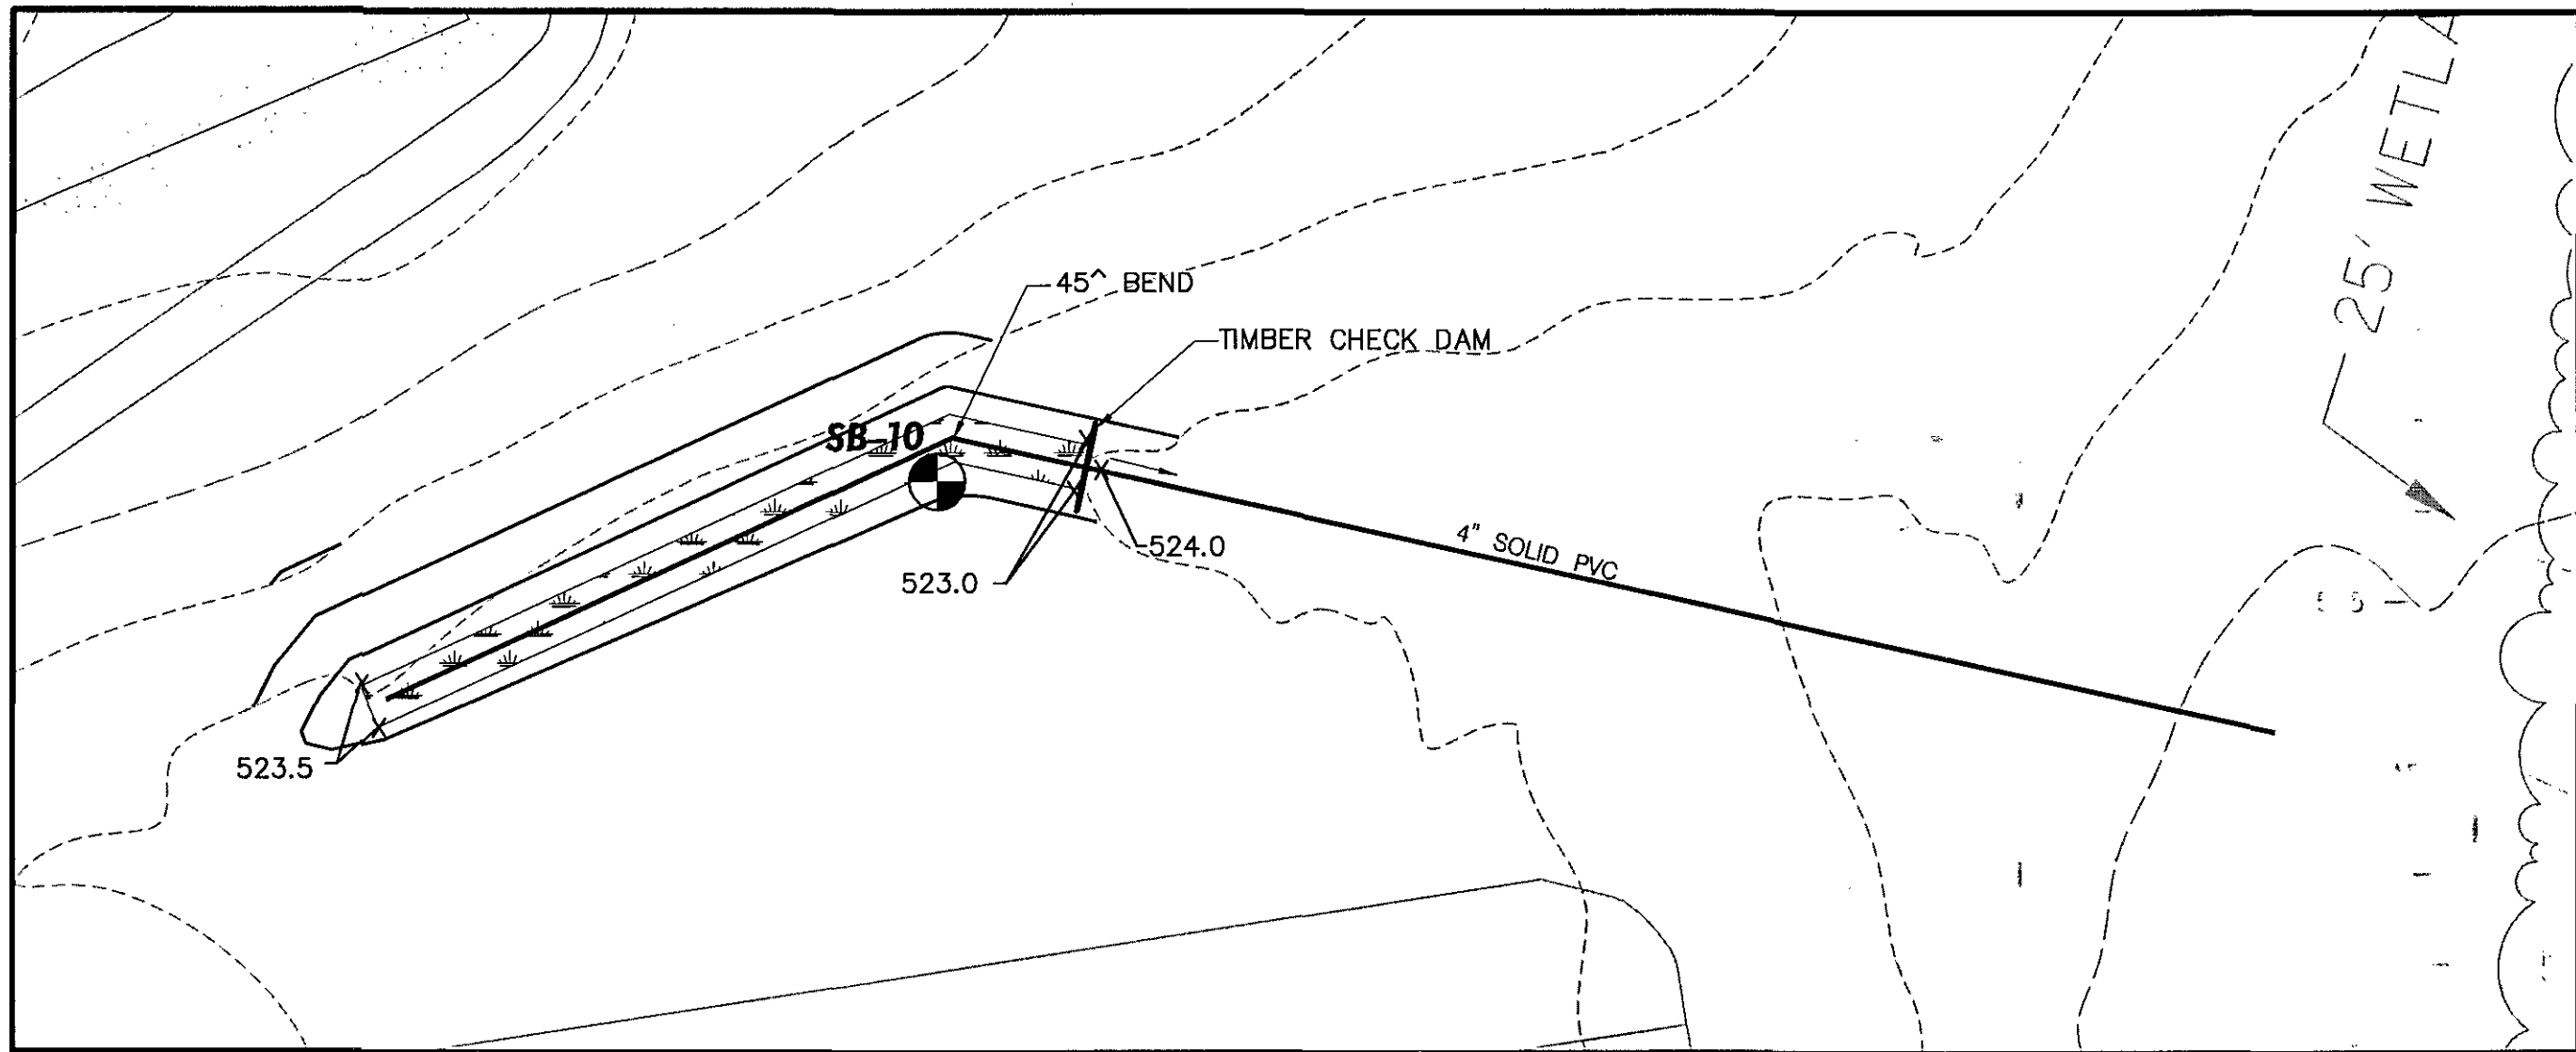 25' WETLA
45^ BEND
TIMBER CHECK DAM
SB-10
524.0
4" SOLID PVC
523.0
523.5